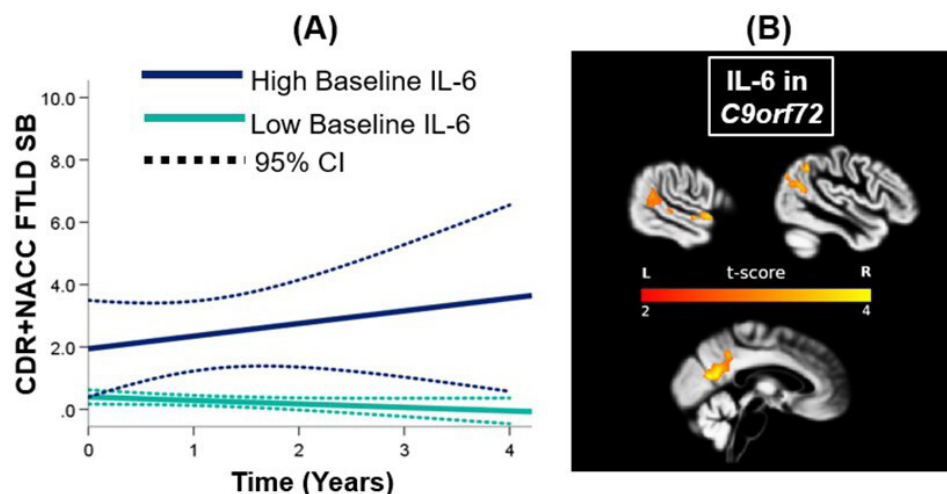 (A)
CDR+NACC FTLD SB
10.0
8.0
6.0
4.0
2.0
.0
High Baseline IL-6
Low Baseline IL-6
95% CI
0 1 2 3 4
Time (Years)
(B)
IL-6 in
C9orf72
L t-score R
2 4